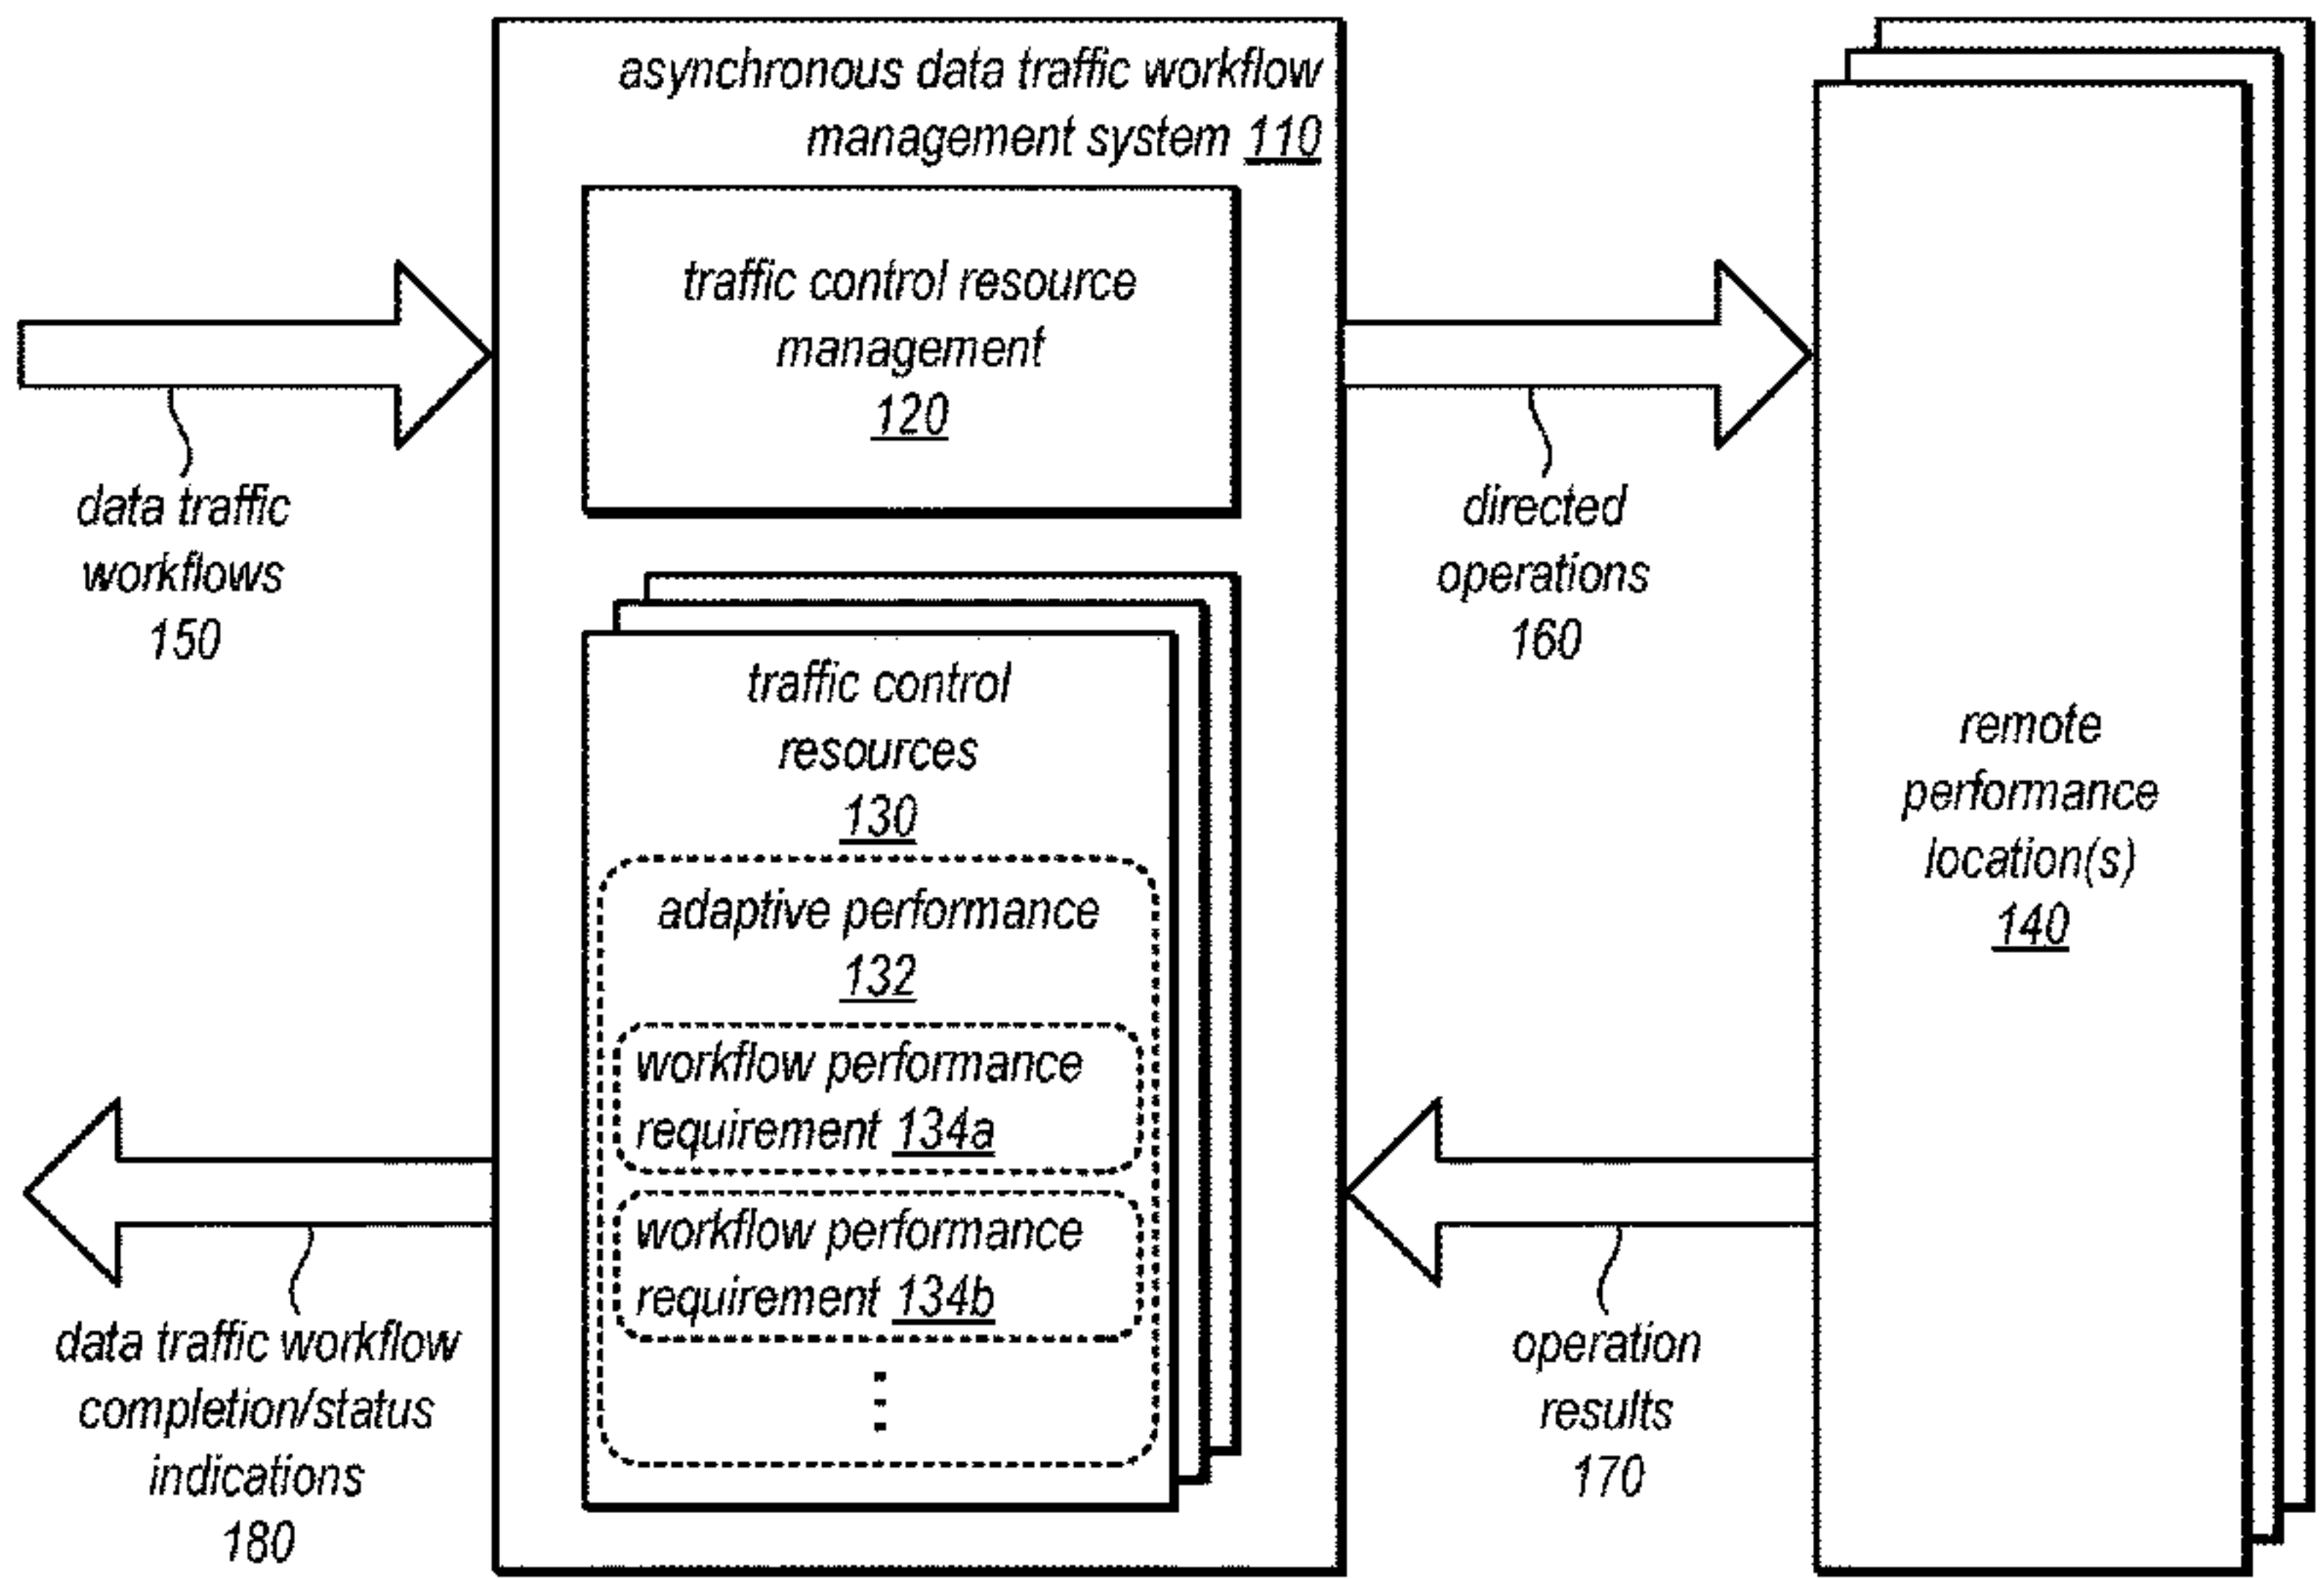 asynchronous data traffic workflow
management system 110
traffic control resource
management
120
data traffic
workflows
150
directed
operations
160
traffic control
resources
130
adaptive performance
132
workflow performance
requirement 134a
workflow performance
requirement 134b
remote
performance
location(s)
140
data traffic workflow
completion/status
indications
180
operation
results
170